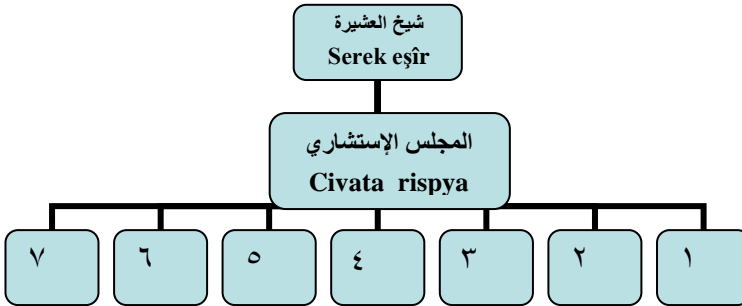 شيخ العشيرة
Serek eşîr
المجلس الإستشاري
Civata rispya
١ ٢ ٣ ٤ ٥ ٦ ٧